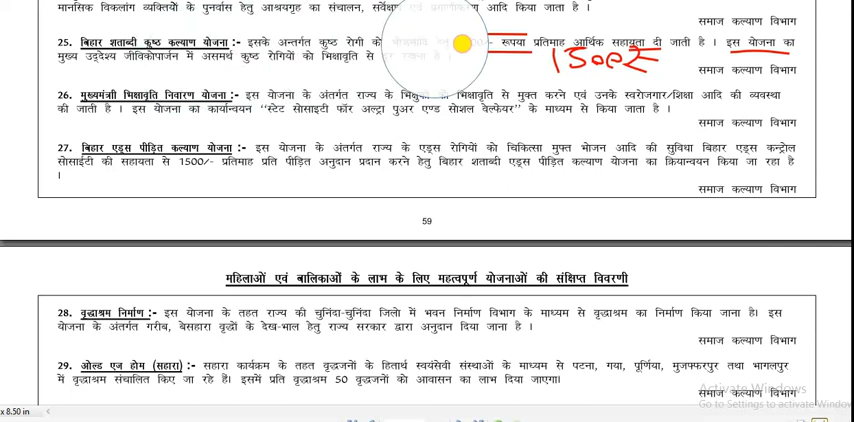 मानसिक विकलांग व्यक्तियों के पुनर्वास हेतु आश्रयगृह का संचालन, सर्वेक्षण एवं प्रमाणीकरण आदि किया जाता है ।
समाज कल्याण विभाग
25. बिहार शताब्दी कुष्ठ कल्याण योजना :- इसके अन्तर्गत कुष्ठ रोगी को रूपया प्रतिमाह आर्थिक सहायता दी जाती है । इस योजना का
मुख्य उद्देश्य जीविकोपार्जन में असमर्थ कुष्ठ रोगियों को भिक्षावृति से है ।
1500₹
समाज कल्याण विभाग
26. मुख्यमंत्री भिक्षावृति निवारण योजना :- इस योजना के अंतर्गत राज्य के भिक्षावृति से मुक्त करने एवं उनके स्वरोजगार/शिक्षा आदि की व्यवस्था
की जाती है । इस योजना का कार्यान्वयन "स्टेट सोसाइटी फॉर अल्ट्रा पुअर एण्ड सोशल वेल्फेयर" के माध्यम से किया जाता है ।
समाज कल्याण विभाग
27. बिहार एड्स पीड़ित कल्याण योजना :- इस योजना के अंतर्गत राज्य के एड्स रोगियों को चिकित्सा मुफ्त भोजन आदि की सुविधा बिहार एड्स कन्ट्रोल
सोसाईटी की सहायता से 1500/- प्रतिमाह प्रति पीड़ित अनुदान प्रदान करने हेतु बिहार शताब्दी एड्स पीड़ित कल्याण योजना का क्रियान्वयन किया जा रहा है
।
समाज कल्याण विभाग
59
महिलाओं एवं बालिकाओं के लाभ के लिए महत्वपूर्ण योजनाओं की संक्षिप्त विवरणी
28. वृद्धाश्रम निर्माण :- इस योजना के तहत राज्य की चुनिंदा-चुनिंदा जिलो में भवन निर्माण विभाग के माध्यम से वृद्धाश्रम का निर्माण किया जाना है। इस
योजना के अंतर्गत गरीब, बेसहारा वृद्धों के देख-भाल हेतु राज्य सरकार द्वारा अनुदान दिया जाना है ।
समाज कल्याण विभाग
29. ओल्ड एज होम (सहारा) :- सहारा कार्यक्रम के तहत वृद्धजनों के हितार्थ स्वयंसेवी संस्थाओं के माध्यम से पटना, गया, पूर्णिया, मुजफ्फरपुर तथा भागलपुर
में वृद्धाश्रम संचालित किए जा रहे हैं। इसमें प्रति वृद्धाश्रम 50 वृद्धजनों को आवासन का लाभ दिया जाएगा।
Activate Windows
समाज कल्याण विभाग
Go to Settings to activate Windows
x 8.50 in